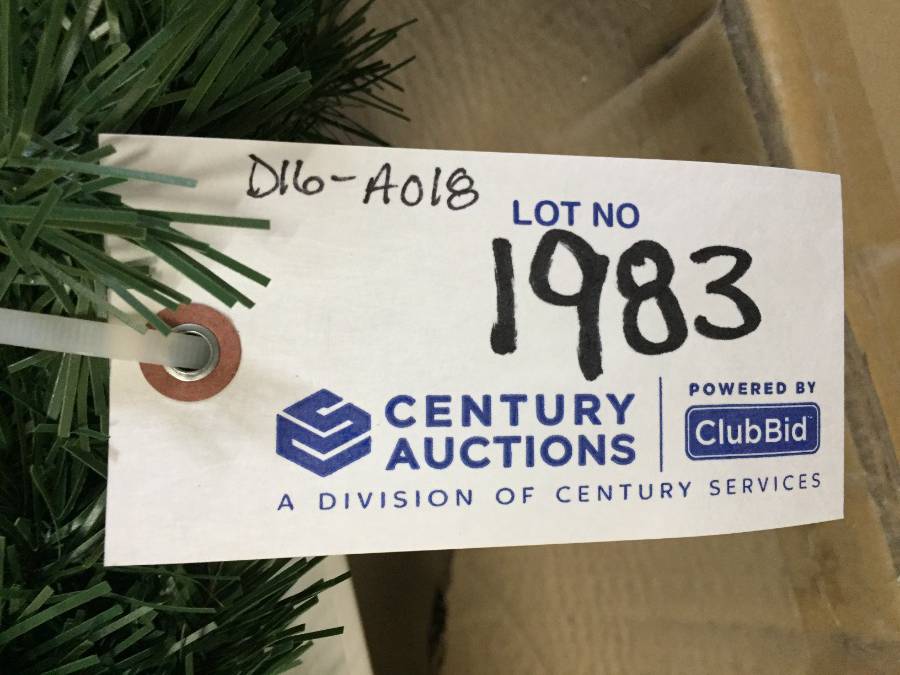 D16-A018
LOT NO
1983
CENTURY
AUCTIONS
POWERED BY
ClubBid
A DIVISION OF CENTURY SERVICES